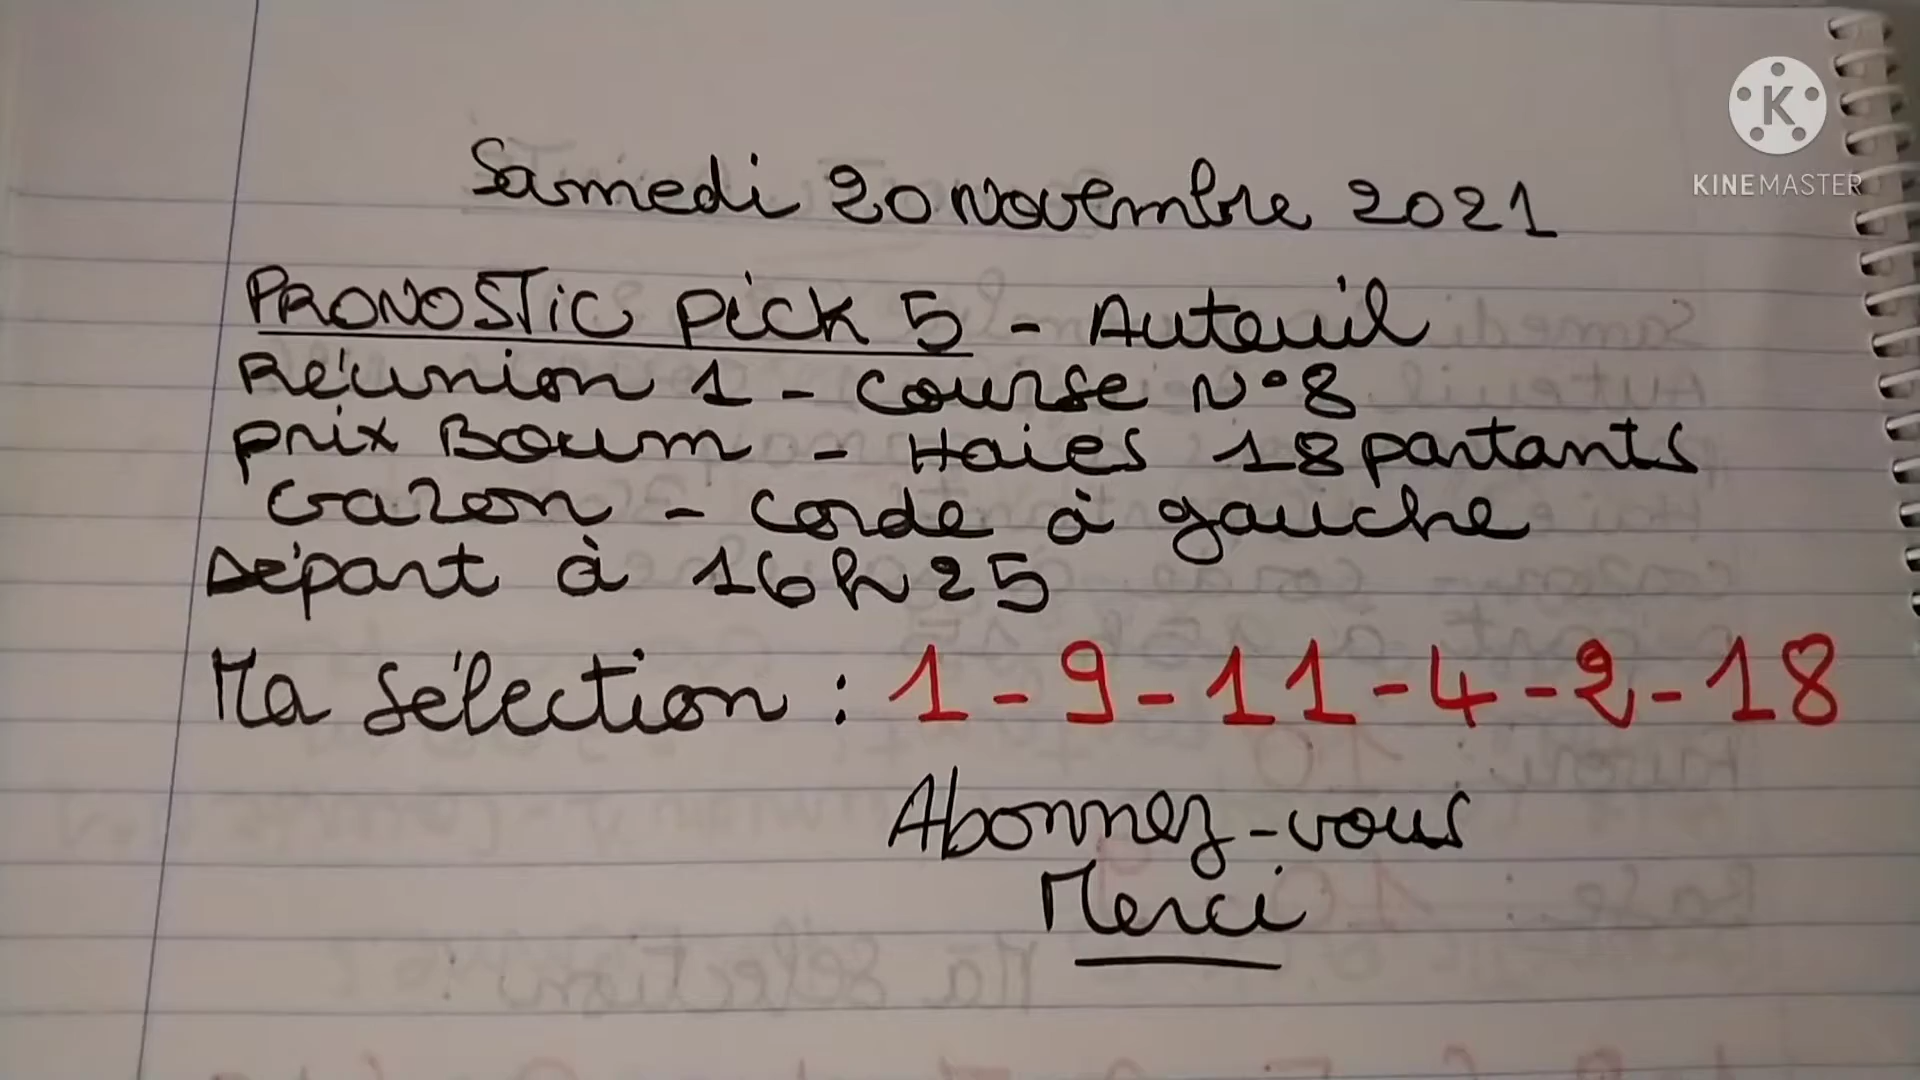 K
KINEMASTER
Samedi 20 Novembre 2021
PRONOSTIC PICK 5 - Auteuil
Réunion 1 - Course N°8
prix Boum - Haies 18 partants
Gazon - Corde à gauche
Départ à 16h25
Ma Sélection : 1 - 9 - 11 - 4 - 2 - 18
Abonnez-vous
Merci